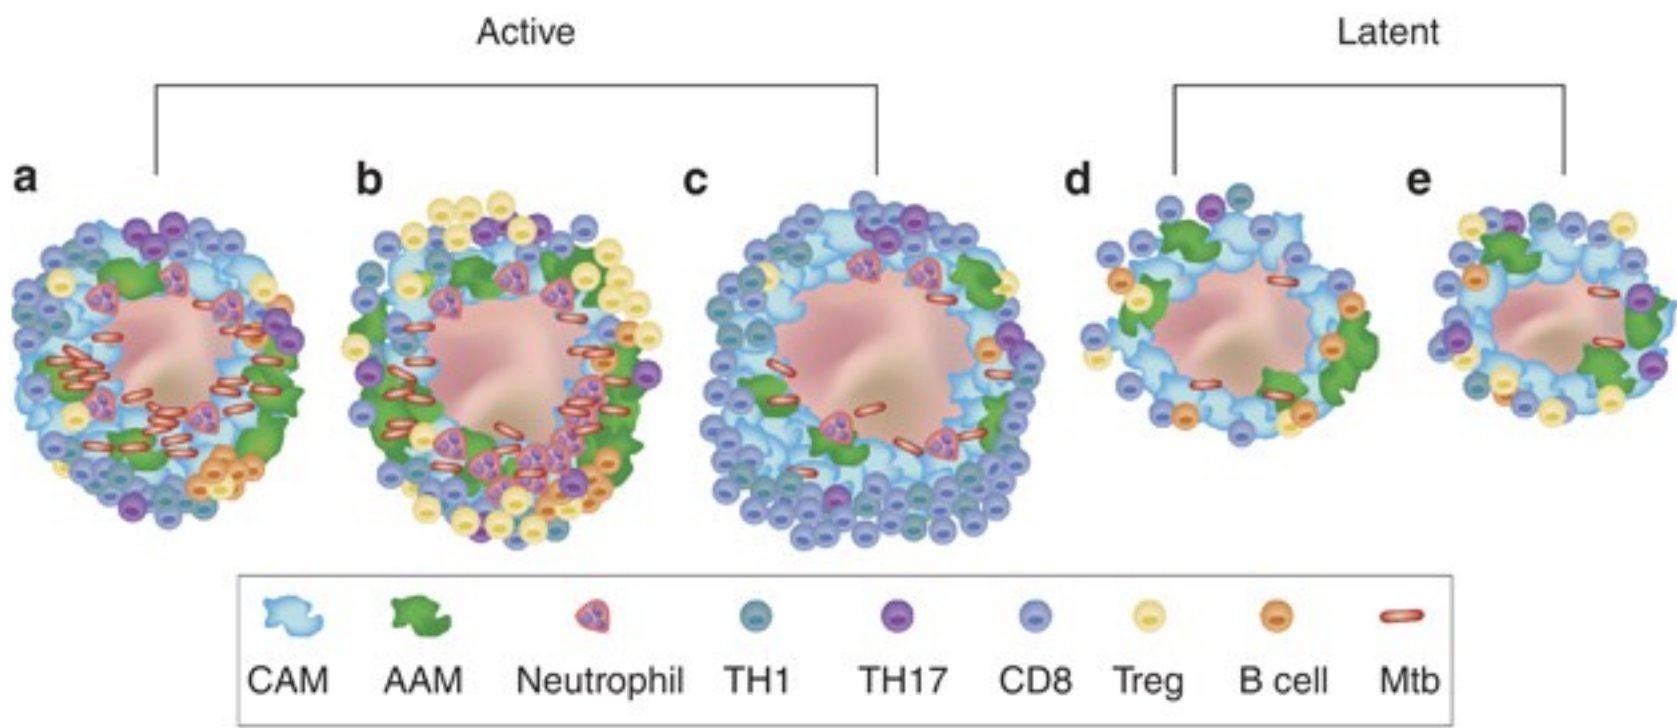 Active
Latent
a
b
c
d
e
CAM
AAM
Neutrophil
TH1
TH17
CD8
Treg
B cell
Mtb